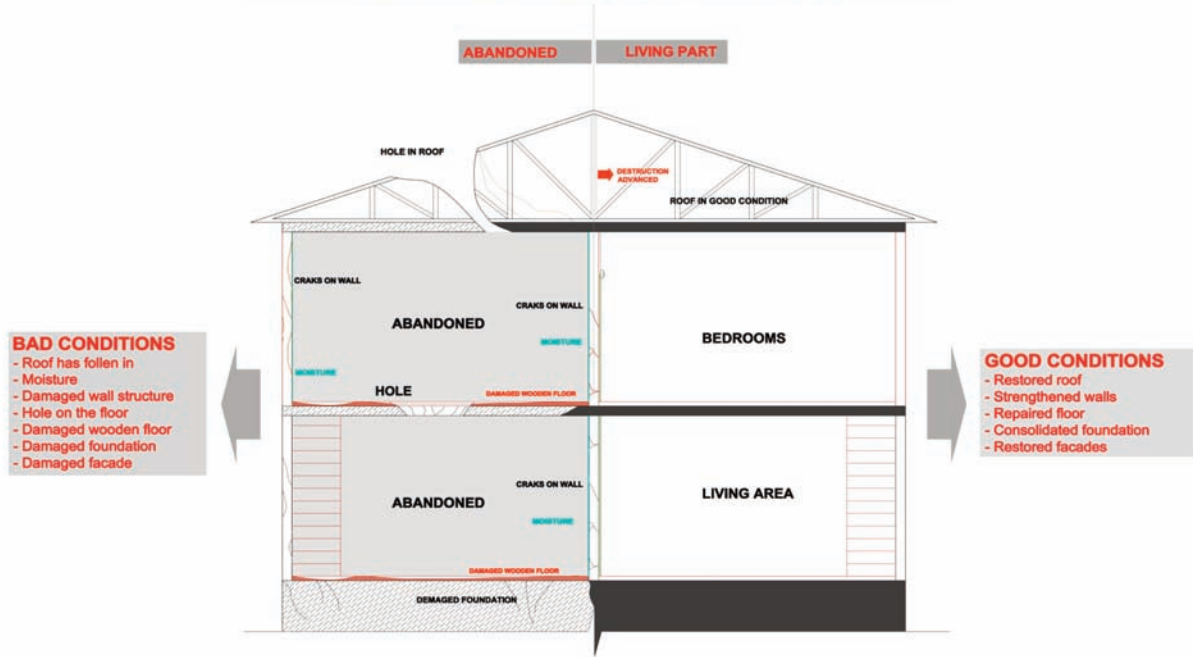 ABANDONED LIVING PART
HOLE IN ROOF
DESTRUCTION
ADVANCED
ROOF IN GOOD CONDITION
CRAKS ON WALL
CRAKS ON WALL
ABANDONED
MOISTURE
BEDROOMS
MOISTURE
HOLE
DAMAGED WOODEN FLOOR
BAD CONDITIONS
- Roof has follen in
- Moisture
- Damaged wall structure
- Hole on the floor
- Damaged wooden floor
- Damaged foundation
- Damaged facade
GOOD CONDITIONS
- Restored roof
- Strengthened walls
- Repaired floor
- Consolidated foundation
- Restored facades
CRAKS ON WALL
ABANDONED
LIVING AREA
MOISTURE
DAMAGED WOODEN FLOOR
DEMAGED FOUNDATION